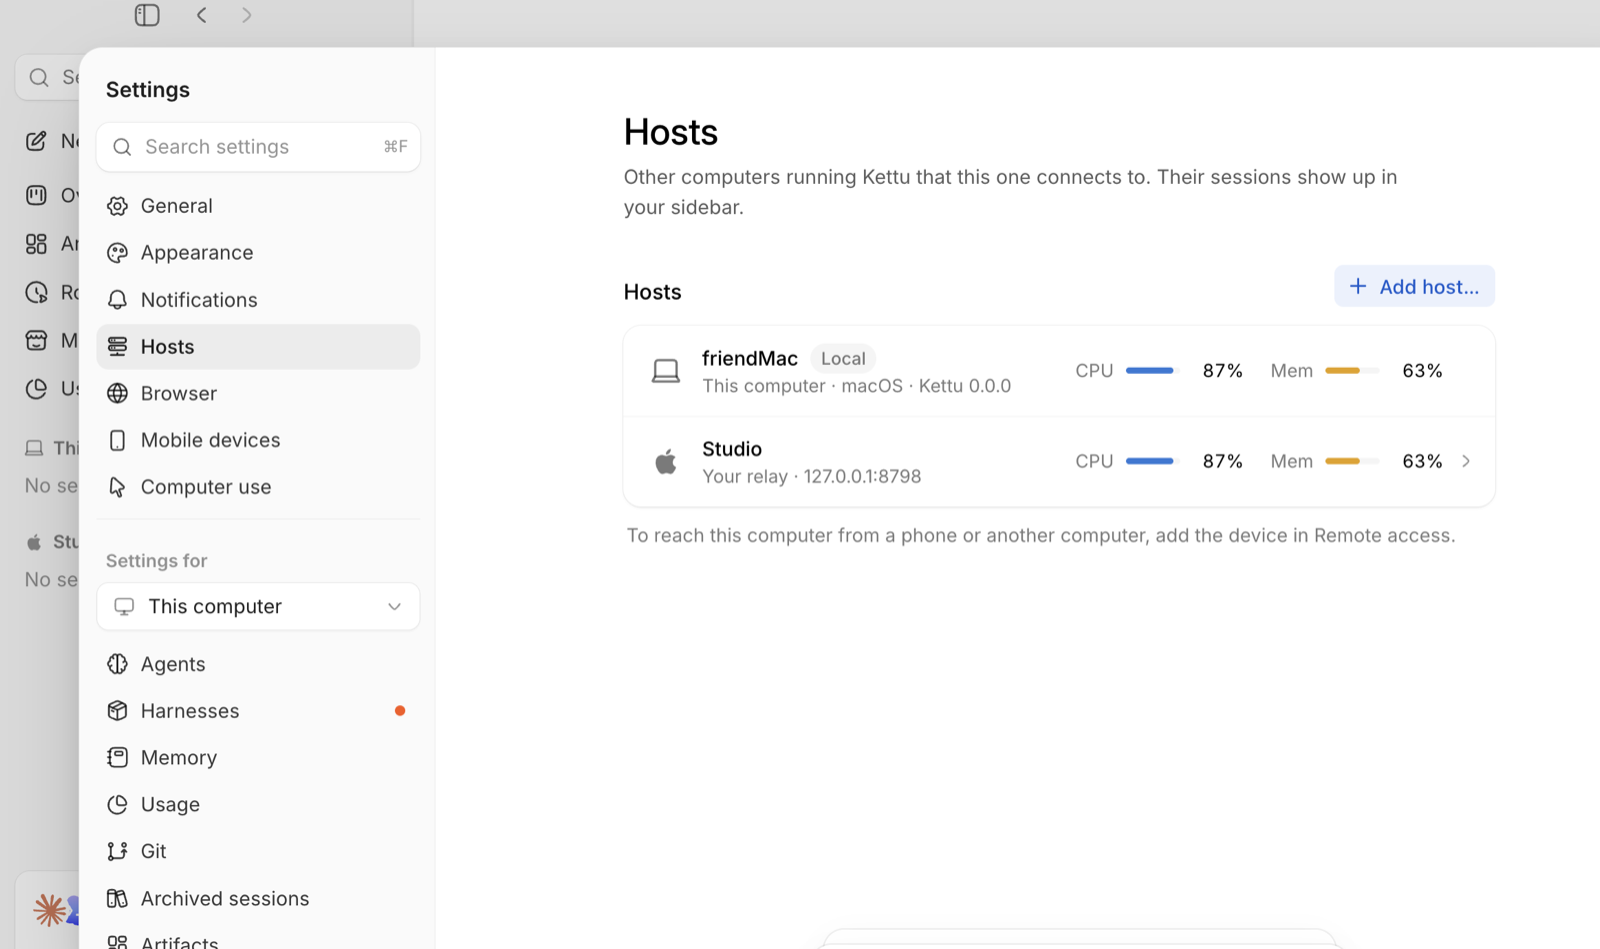 Settings
Search settings ⌘F
General
Appearance
Notifications
Hosts
Browser
Mobile devices
Computer use
Settings for
This computer
Agents
Harnesses
Memory
Usage
Git
Archived sessions
Artifacts
No se
No se
Hosts
Other computers running Kettu that this one connects to. Their sessions show up in
your sidebar.
Hosts
+ Add host...
friendMac Local
This computer · macOS · Kettu 0.0.0
CPU 87% Mem 63%
Studio
Your relay · 127.0.0.1:8798
CPU 87% Mem 63%
To reach this computer from a phone or another computer, add the device in Remote access.